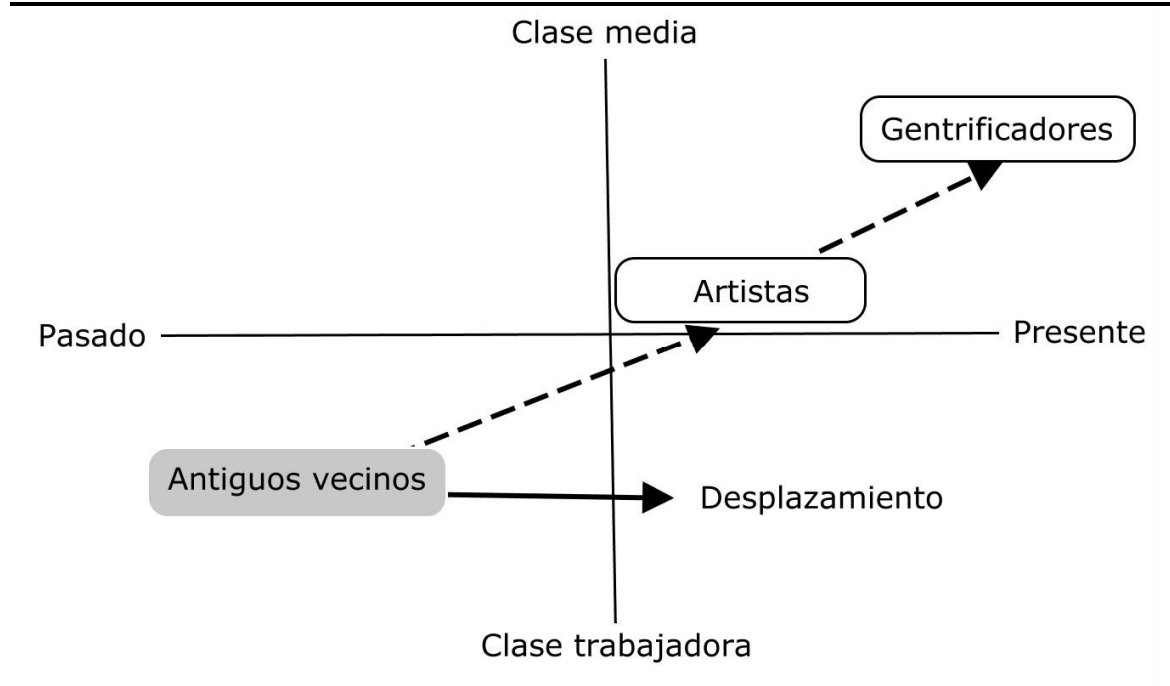 Clase media
Gentrificadores
Artistas
Pasado
Presente
Antiguos vecinos
Desplazamiento
Clase trabajadora